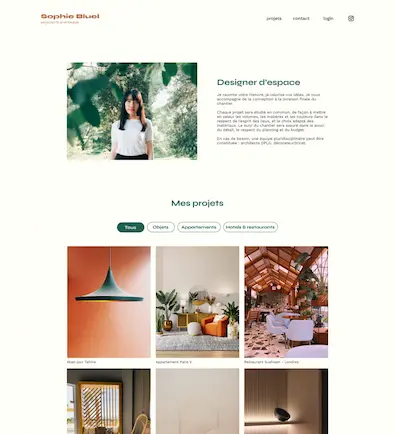 Sophie Bluel
projets
contact
login
Designer d'espace
Je raconte votre histoire, je valorise vos idées. Je vous
accompagne de la conception à la livraison finale du
chantier.
Chaque projet sera étudié en commun, de façon à mettre
en valeur les volumes, les matières et les couleurs dans le
respect de l'esprit des lieux et le choix adapté des
matériaux. Le suivi du chantier sera assuré dans le souci
du détail, le respect du planning et du budget.
En cas de besoin, une équipe pluridisciplinaire peut être
constituée : architecte DPLG,
Mes projets
Tous
Objets
Appartements
Hotels & restaurants
Abat-jour Tahina
Appartement Paris V
Restaurant Sushisen - Londres